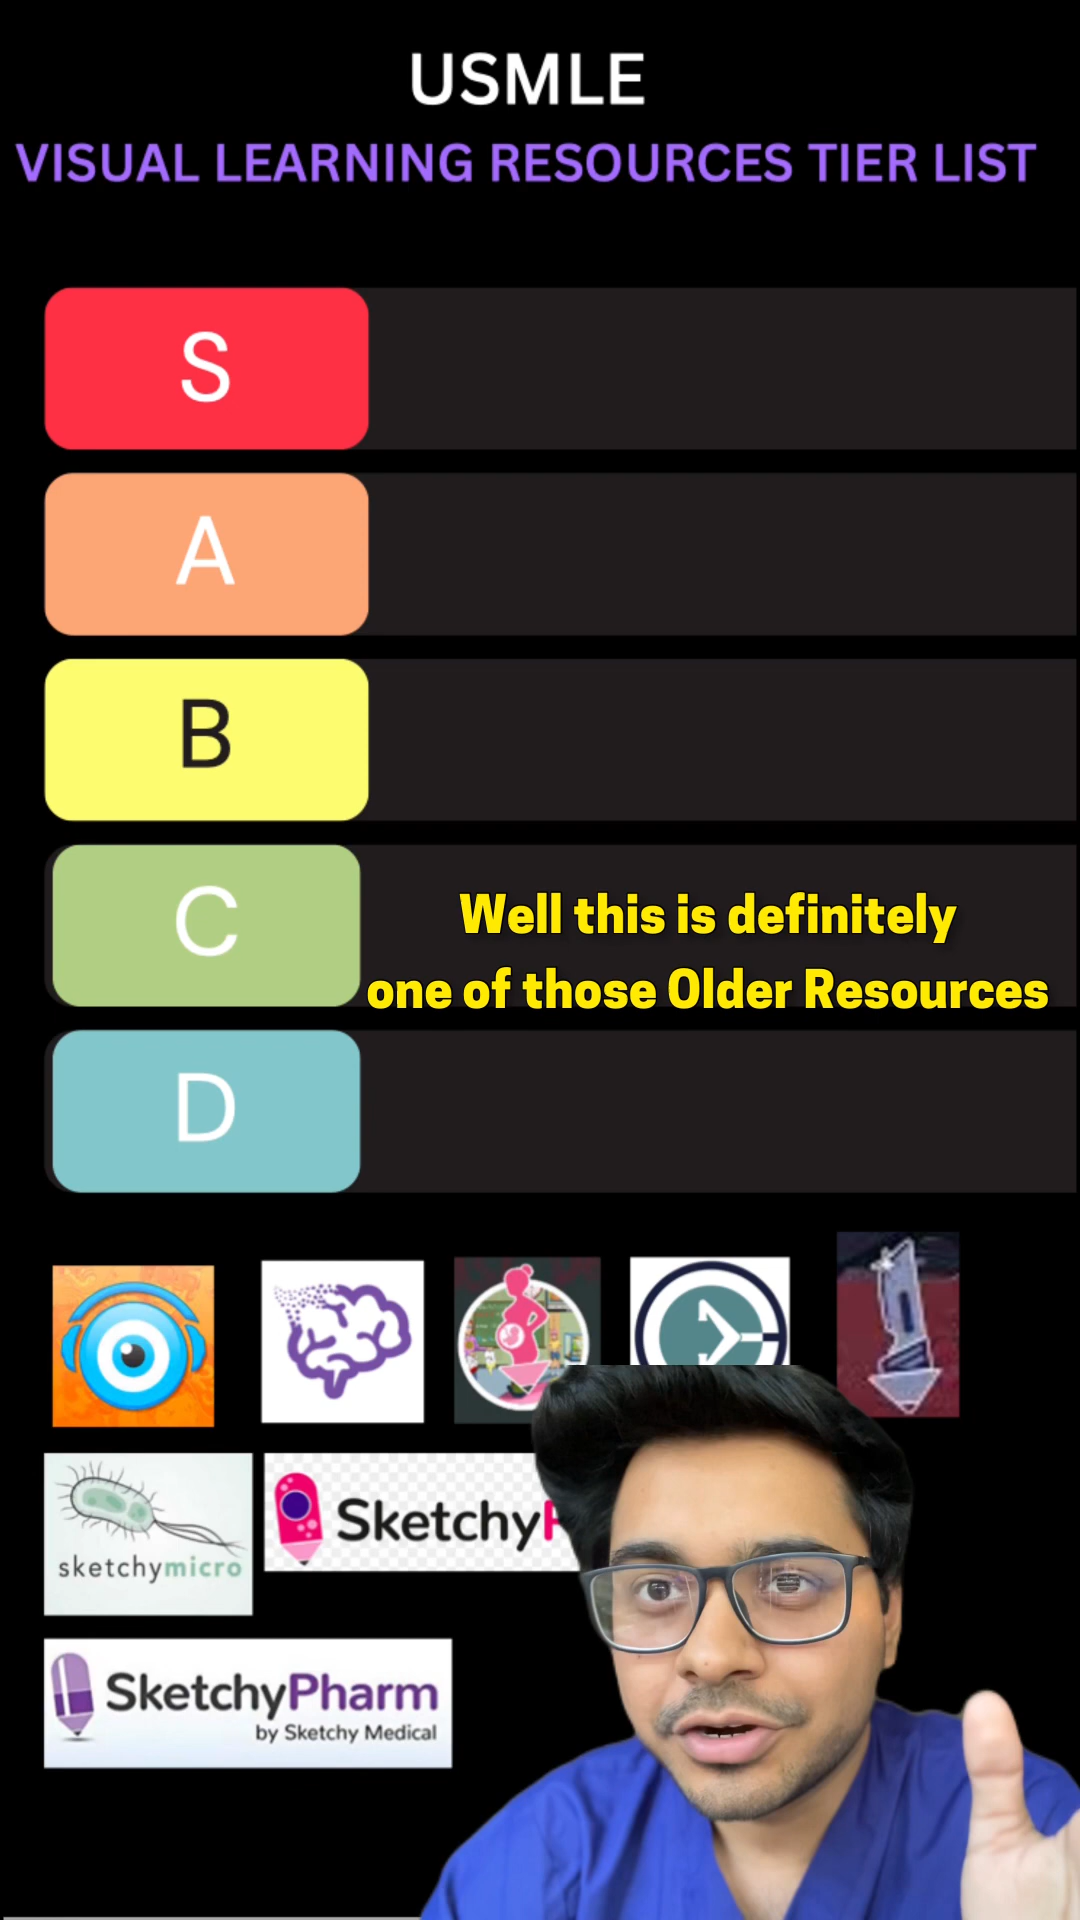 USMLE
VISUAL LEARNING RESOURCES TIER LIST
S
A
B
C
Well this is definitely
one of those Older Resources
D
sketchymicro
Sketchy
SketchyPharm
by Sketchy Medical